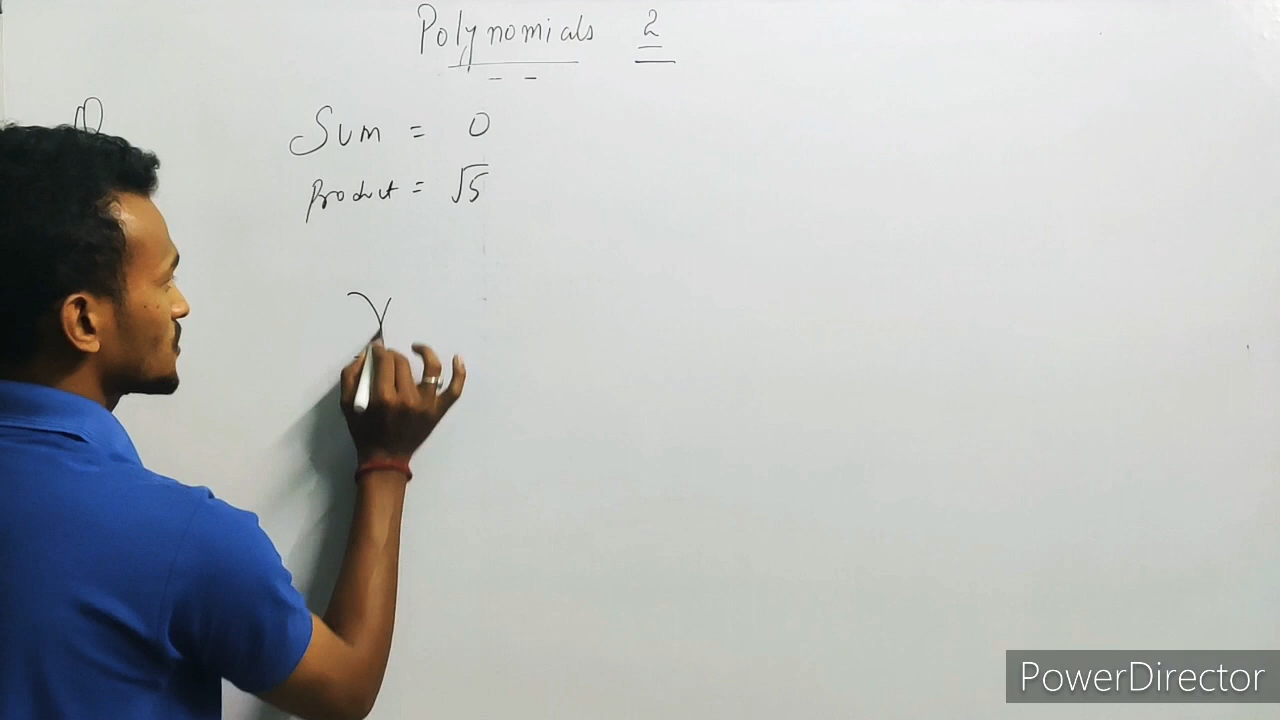 Polynomials 2
Sum = 0
Product = √5
x
PowerDirector